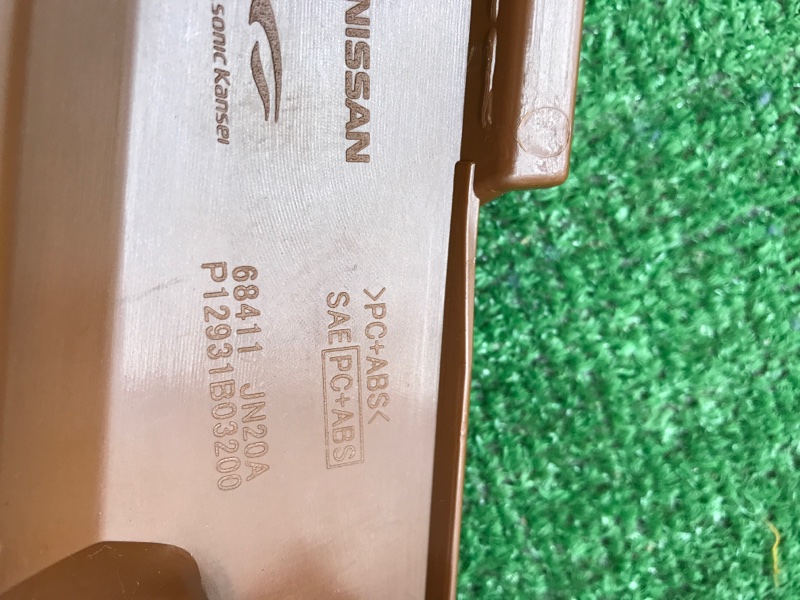 NISSAN
sonic Kansei
>PC+ABS<
SAE PC+ABS
68411 JN20A
P12931B03200